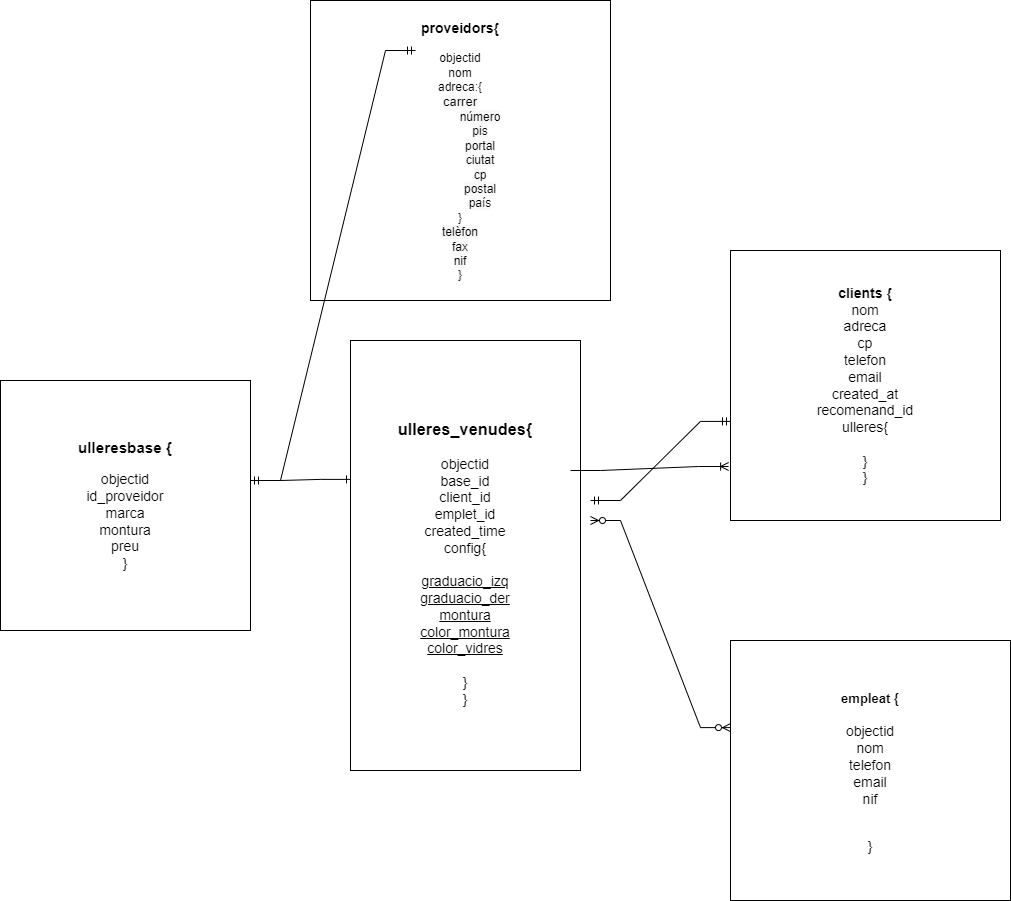 proveidors{
objectid
nom
adreca:{
carrer
número
pis
portal
ciutat
cp
postal
país
}
telèfon
fax
nif
}
ulleresbase {
objectid
id_proveidor
marca
montura
preu
}
ulleres_venudes{
objectid
base_id
client_id
emplet_id
created_time
config{
graduacio_izq
graduacio_der
montura
color_montura
color_vidres
}
}
clients {
nom
adreca
cp
telefon
email
created_at
recomenand_id
ulleres{
}
}
empleat {
objectid
nom
telefon
email
nif
}